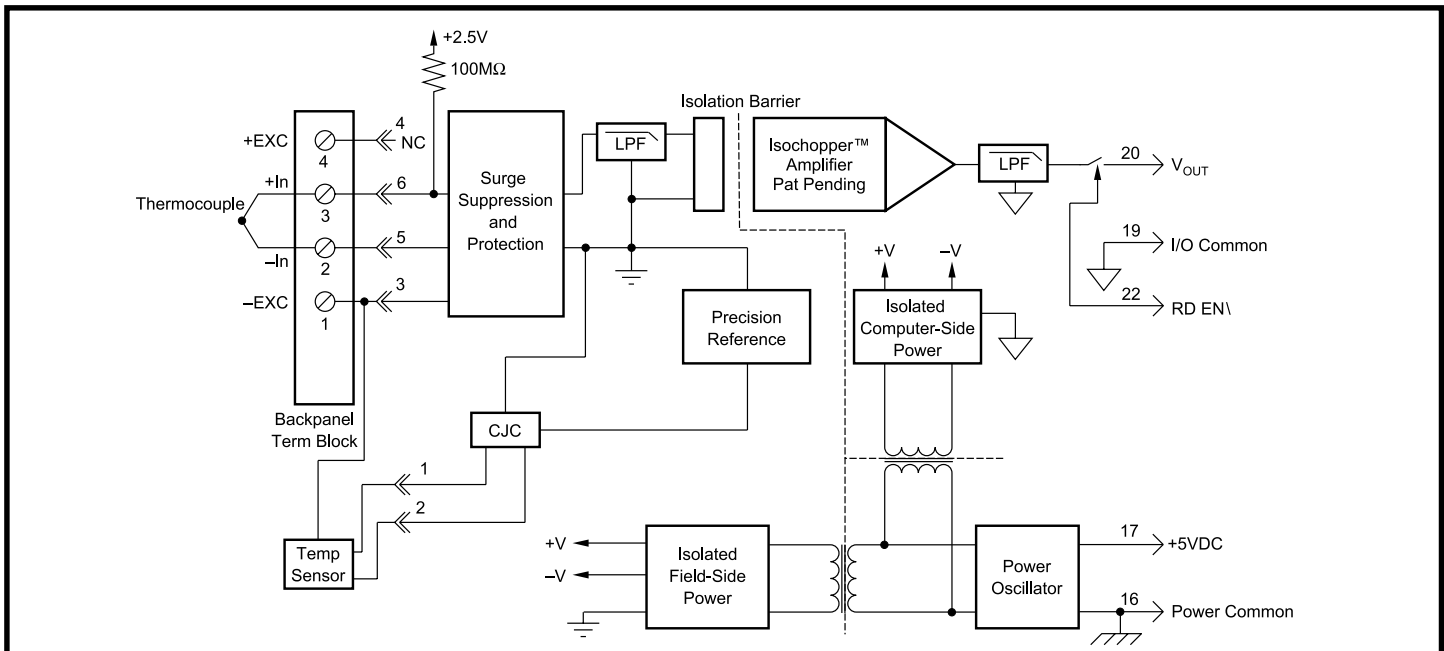 +2.5V
100MΩ
Isolation Barrier
+EXC
4
4
NC
LPF
Isochopper™
Amplifier
Pat Pending
LPF
20
V_OUT
+In
3
6
Surge
Suppression
and
Protection
Thermocouple
–In
2
5
19
I/O Common
+V
–V
–EXC
1
3
22
RD EN\
Precision
Reference
Isolated
Computer-Side
Power
Backpanel
Term Block
CJC
1
2
Temp
Sensor
+V
–V
Isolated
Field-Side
Power
Power
Oscillator
17
+5VDC
16
Power Common